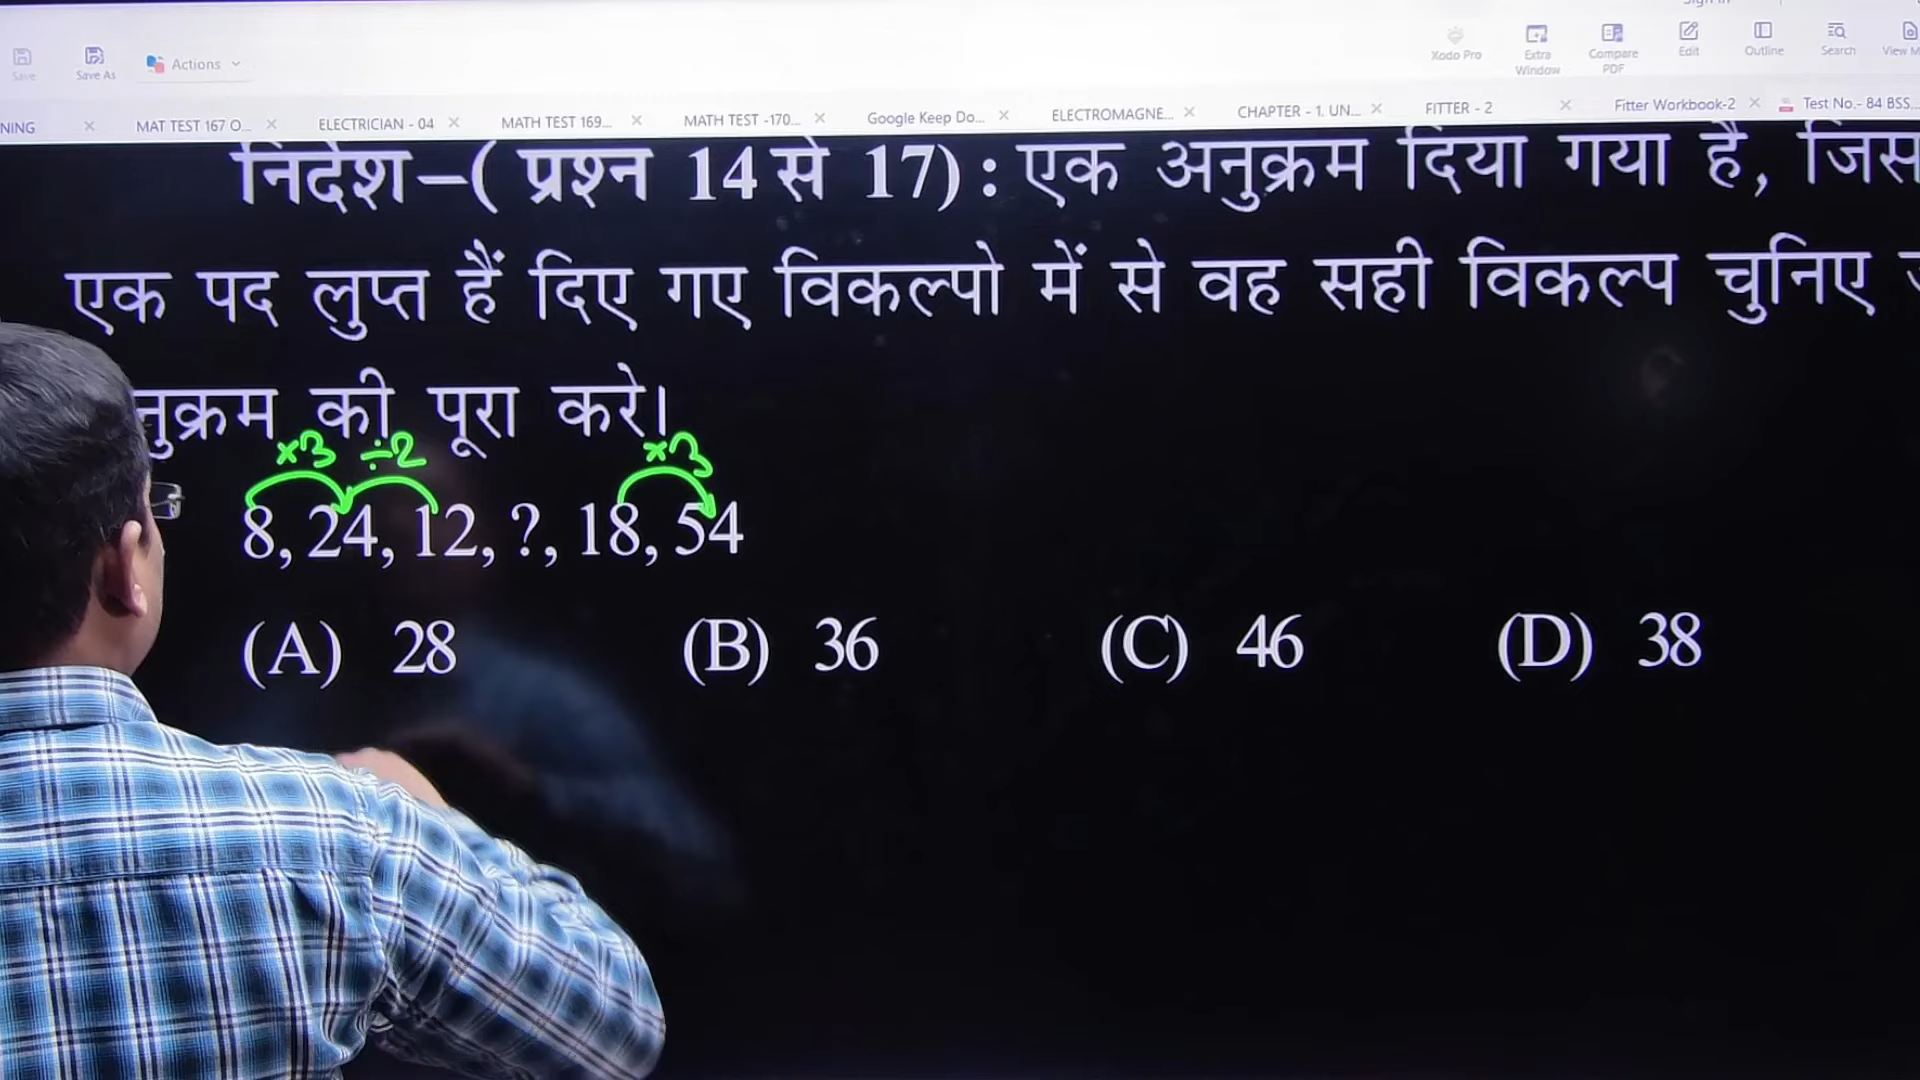 Save
Save As
Actions
Xodo Pro
Extra Window
Compare PDF
Edit
Outline
Search
View
NING
MAT TEST 167 O...
ELECTRICIAN - 04
MATH TEST 169...
MATH TEST -170...
Google Keep Do...
ELECTROMAGNE...
CHAPTER - 1. UN...
FITTER - 2
Fitter Workbook-2
Test No.- 84 BSS...
निर्देश–( प्रश्न 14 से 17) : एक अनुक्रम दिया गया है, जिस
एक पद लुप्त हैं दिए गए विकल्पो में से वह सही विकल्प चुनिए
नुक्रम को पूरा करे।
×3 ÷2 ×3
8, 24, 12, ?, 18, 54
(A) 28 (B) 36 (C) 46 (D) 38